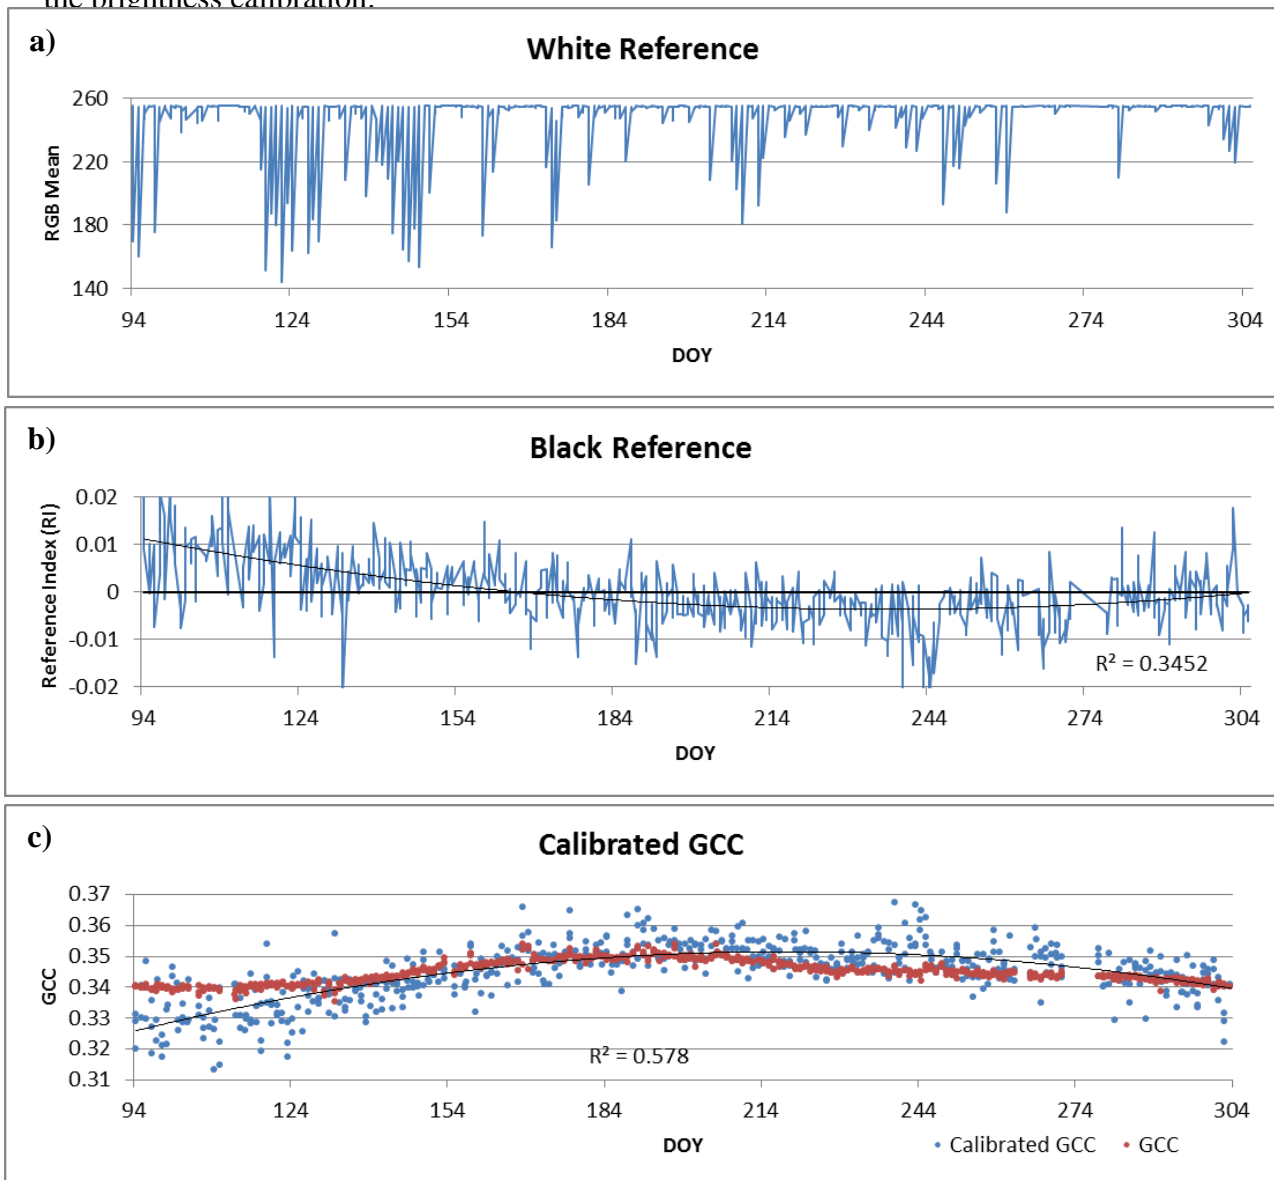 the brightness calibration.
a)
White Reference
260
220
180
140
RGB Mean
94 124 154 184 214 244 274 304
DOY
b)
Black Reference
0.02
0.01
0
-0.01
-0.02
Reference Index (RI)
R² = 0.3452
94 124 154 184 214 244 274 304
DOY
c)
Calibrated GCC
0.37
0.36
0.35
0.34
0.33
0.32
0.31
GCC
R² = 0.578
94 124 154 184 214 244 274 304
DOY
Calibrated GCC GCC